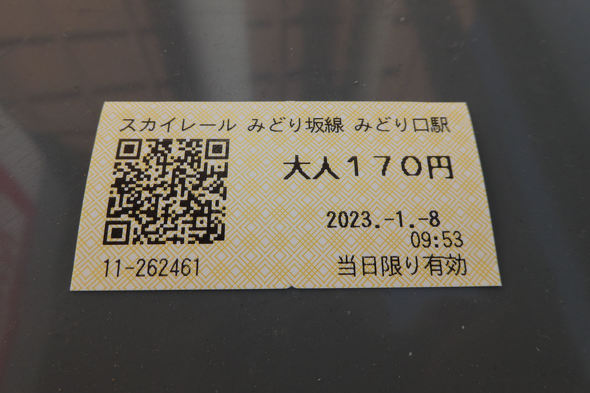 スカイレール みどり坂線 みどり口駅
大人170円
2023.-1.-8
09:53
11-262461 当日限り有効